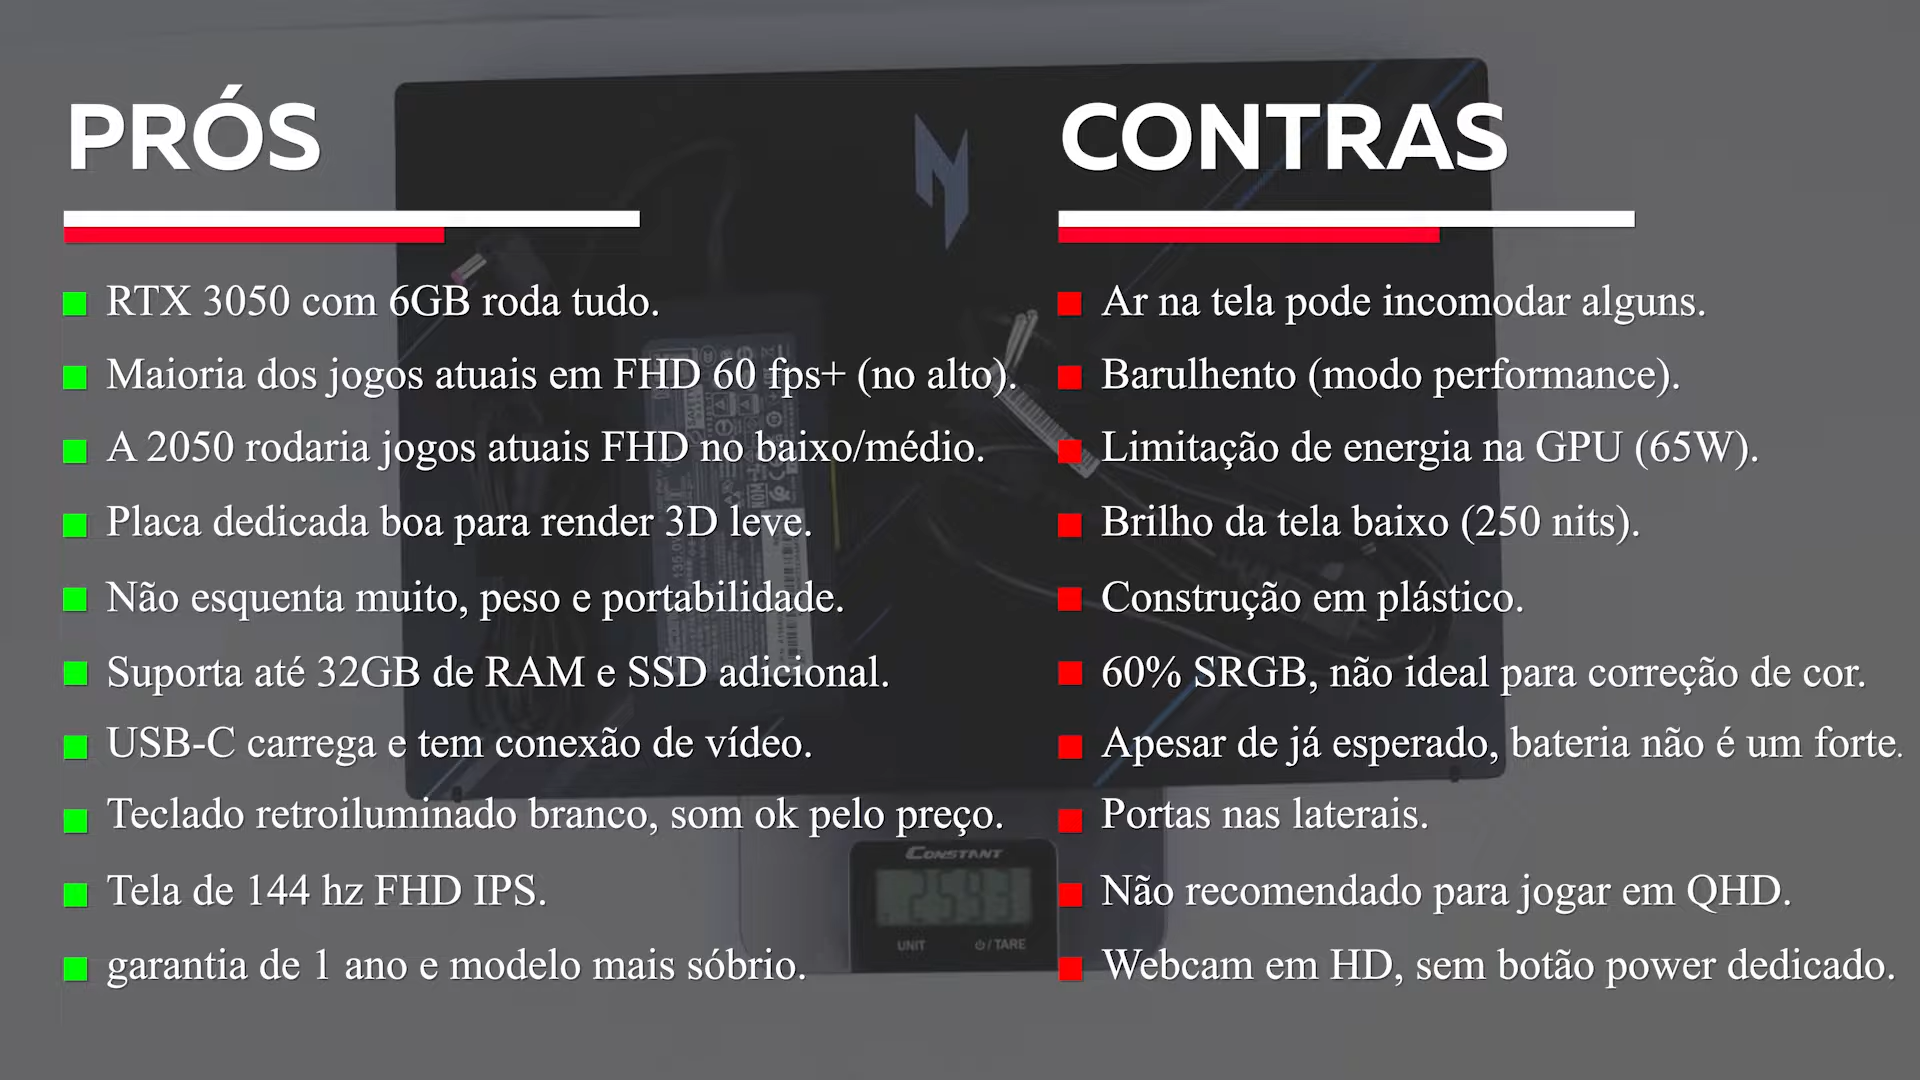 PRÓS
RTX 3050 com 6GB roda tudo.
Maioria dos jogos atuais em FHD 60 fps+ (no alto).
A 2050 rodaria jogos atuais FHD no baixo/médio.
Placa dedicada boa para render 3D leve.
Não esquenta muito, peso e portabilidade.
Suporta até 32GB de RAM e SSD adicional.
USB-C carrega e tem conexão de vídeo.
Teclado retroiluminado branco, som ok pelo preço.
Tela de 144 hz FHD IPS.
garantia de 1 ano e modelo mais sóbrio.
CONTRAS
Ar na tela pode incomodar alguns.
Barulhento (modo performance).
Limitação de energia na GPU (65W).
Brilho da tela baixo (250 nits).
Construção em plástico.
60% SRGB, não ideal para correção de cor.
Apesar de já esperado, bateria não é um forte.
Portas nas laterais.
Não recomendado para jogar em QHD.
Webcam em HD, sem botão power dedicado.
CONSTANT
UNIT
/ TARE